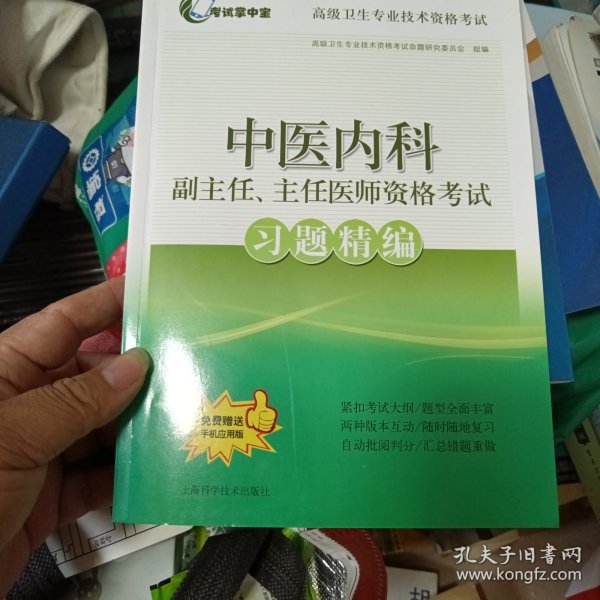 考试掌中宝
高级卫生专业技术资格考试
高级卫生专业技术资格考试命题研究委员会 组编
中医内科
副主任、主任医师资格考试
习题精编
免费赠送
手机应用版
紧扣考试大纲/题型全面丰富
两种版本互动/随时随地复习
自动批阅判分/汇总错题重做
上海科学技术出版社
孔夫子旧书网
www.kongfz.com